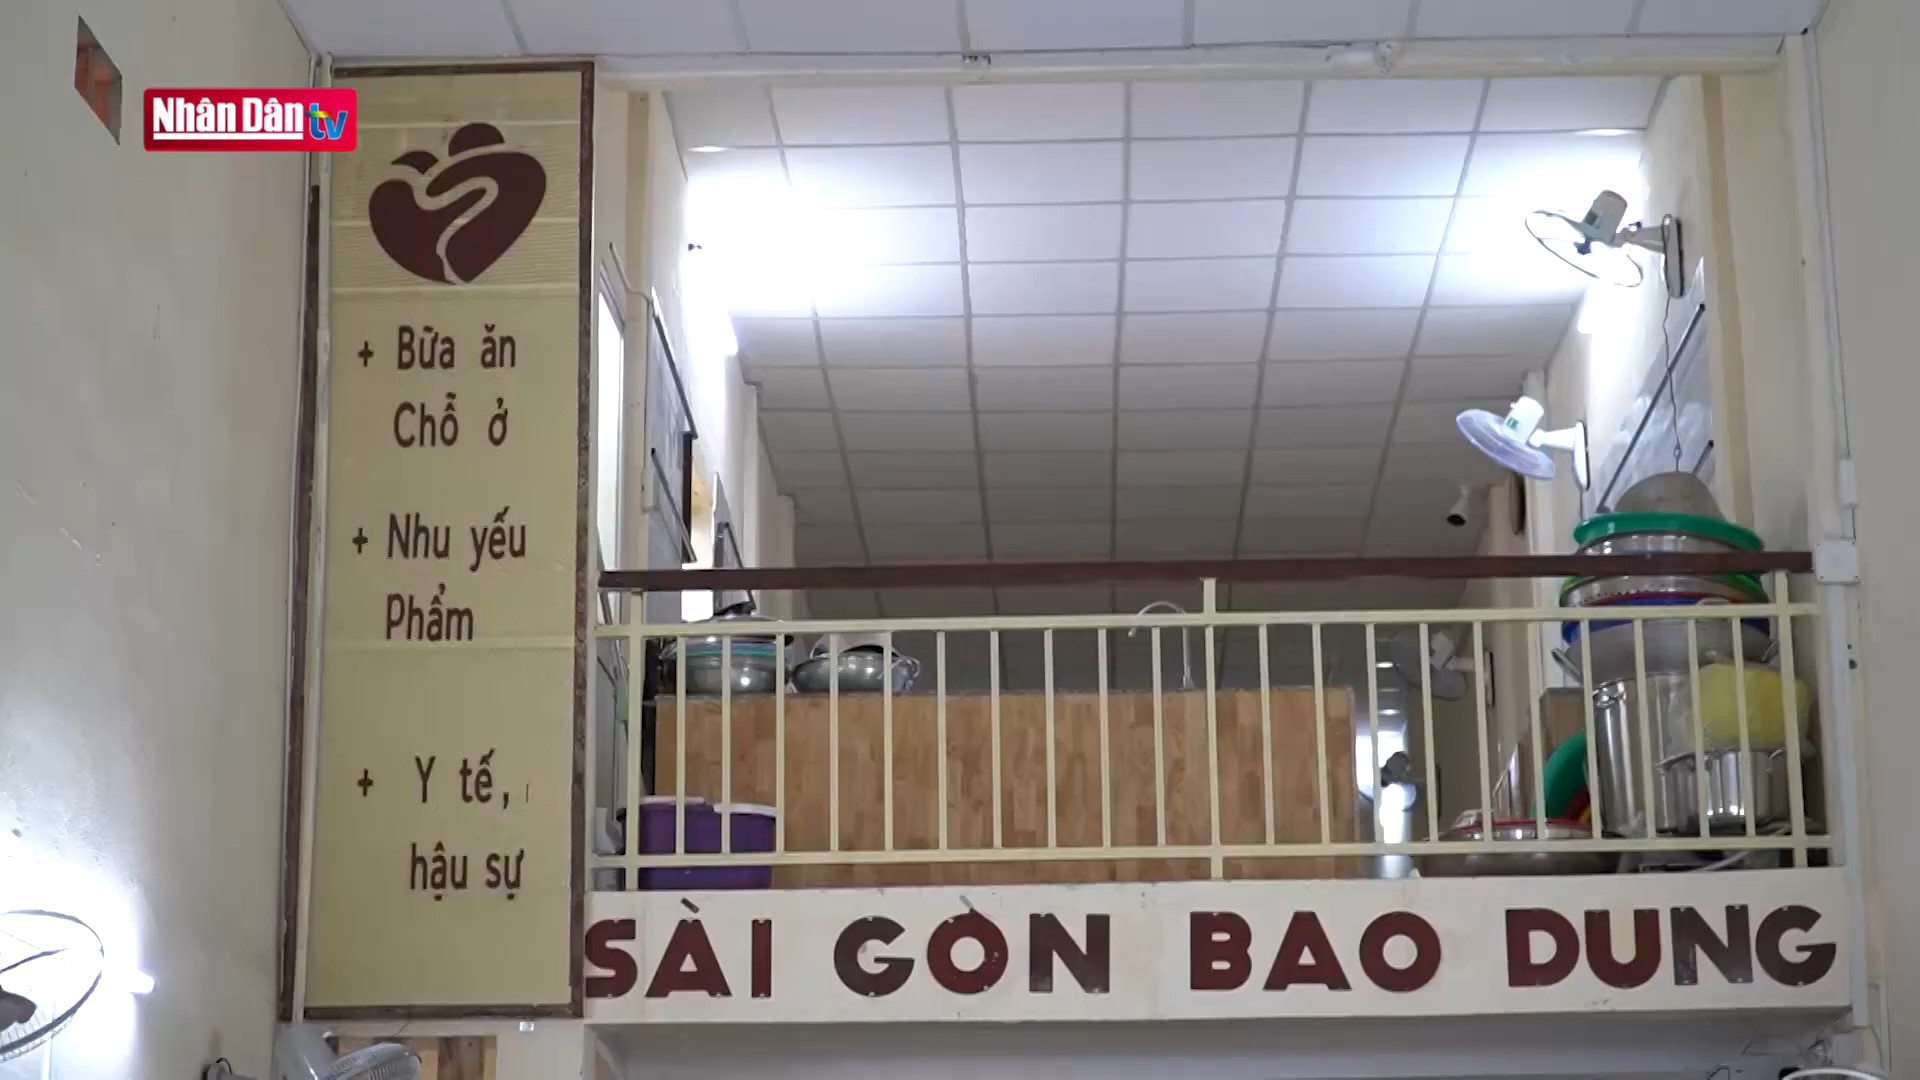 Nhân Dân tv
+ Bữa ăn
Chỗ ở
+ Nhu yếu
Phẩm
+ Y tế,
hậu sự
SÀI GÒN BAO DUNG